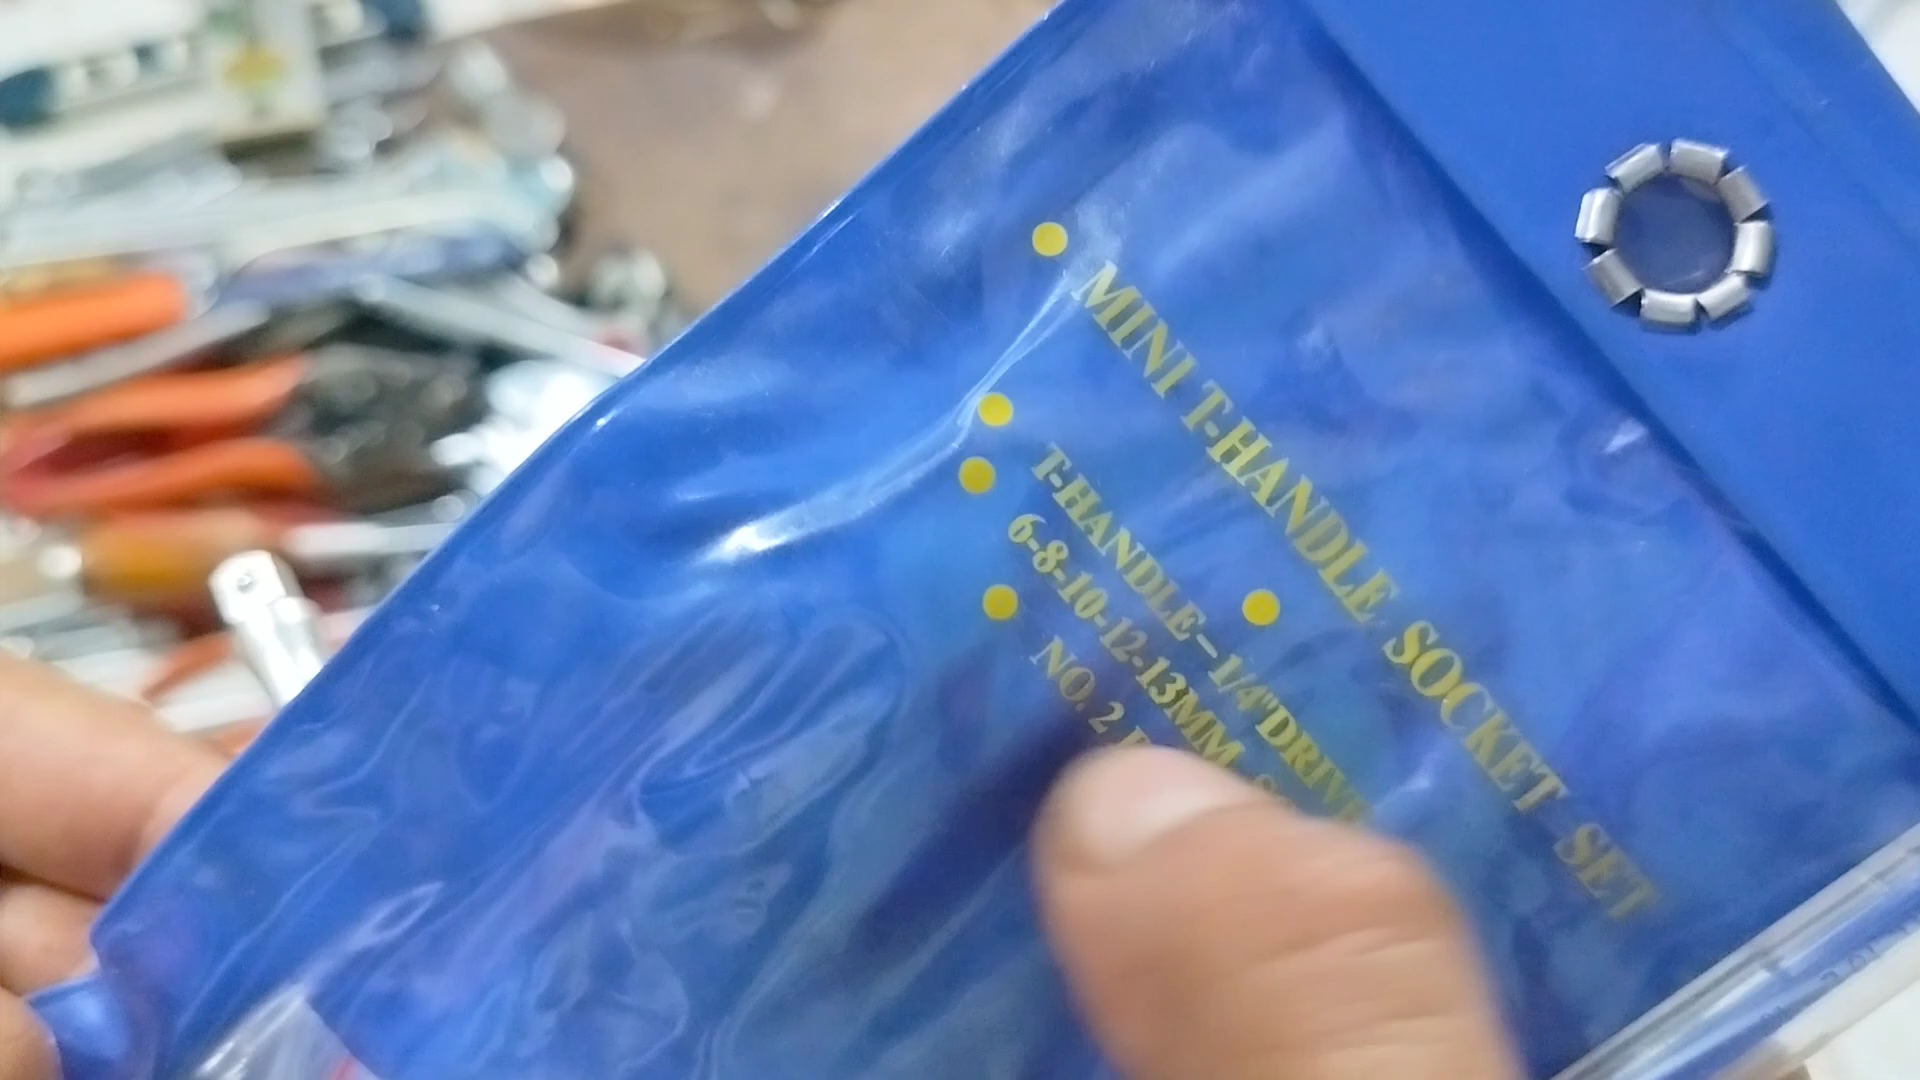 MINI T-HANDLE SOCKET SET
T-HANDLE-1/4"DRIVE
6-8-10-12-13MM
NO. 2